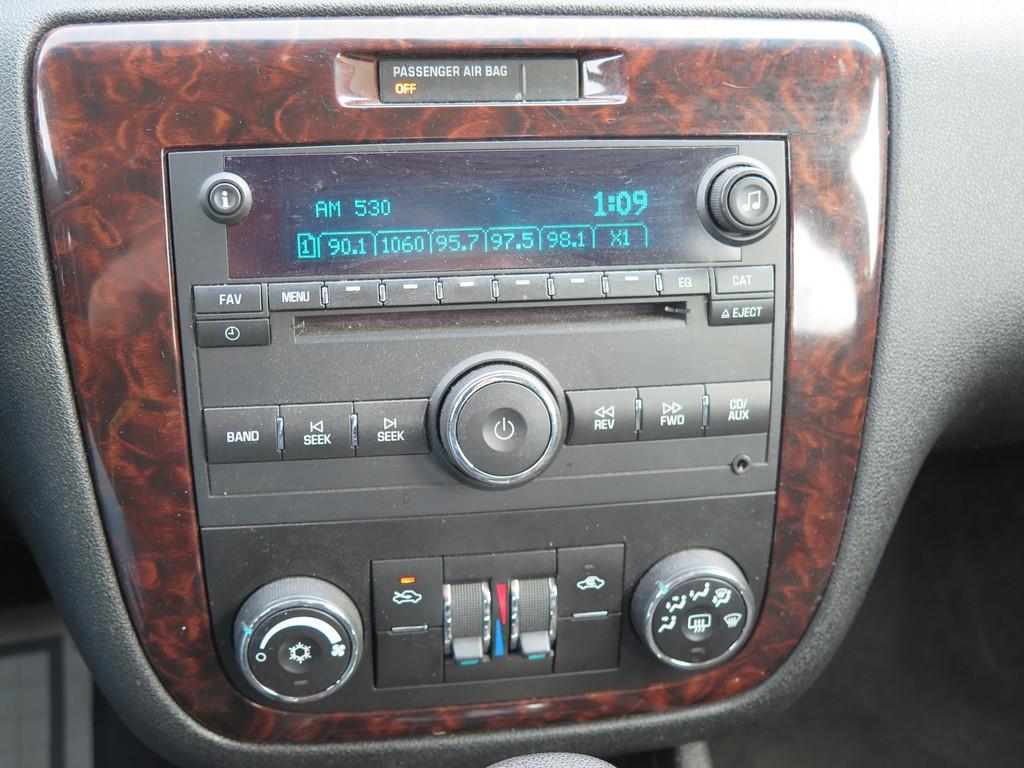 PASSENGER AIR BAG
OFF
i
AM 530
1:09
1 90.1 1060 95.7 97.5 98.1 X1
FAV
MENU
EQ
CAT
EJECT
BAND
SEEK
SEEK
REV
FWD
CD/
AUX